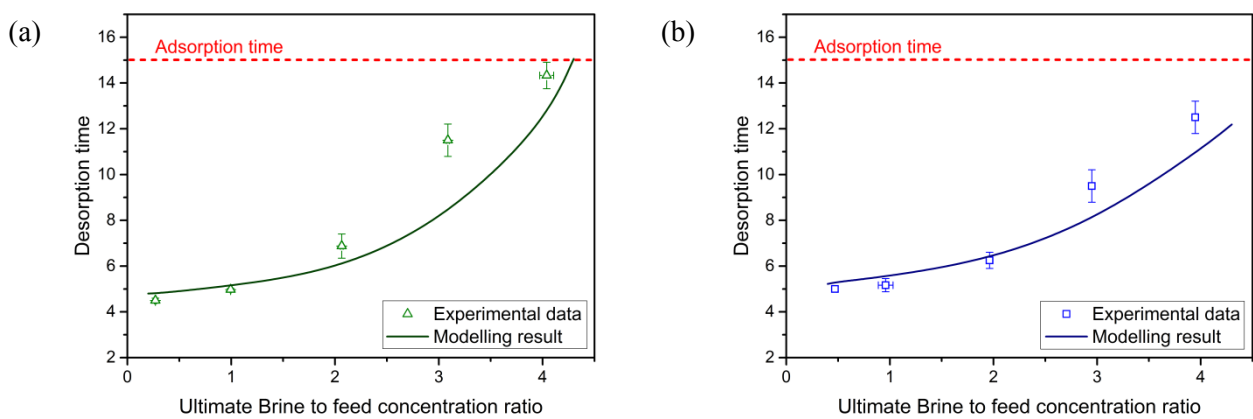 (a)
16
14
12
10
8
6
4
2
Desorption time
Adsorption time
Experimental data
Modelling result
0
1
2
3
4
Ultimate Brine to feed concentration ratio
(b)
16
14
12
10
8
6
4
2
Desorption time
Adsorption time
Experimental data
Modelling result
0
1
2
3
4
Ultimate Brine to feed concentration ratio